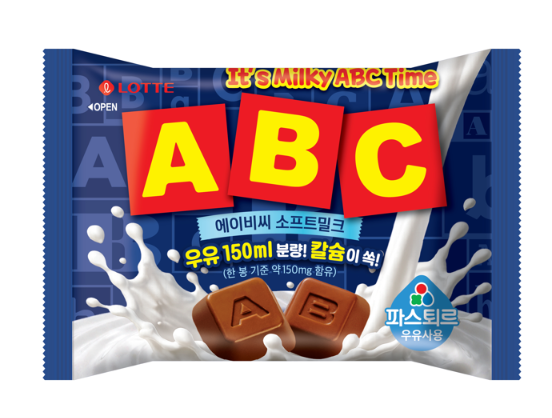 It's Milky ABC Time
LOTTE
◀OPEN
A B C
에이비씨 소프트밀크
우유 150ml 분량! 칼슘이 쏙!
(한 봉 기준 약150mg 함유)
A B
파스퇴르
우유사용